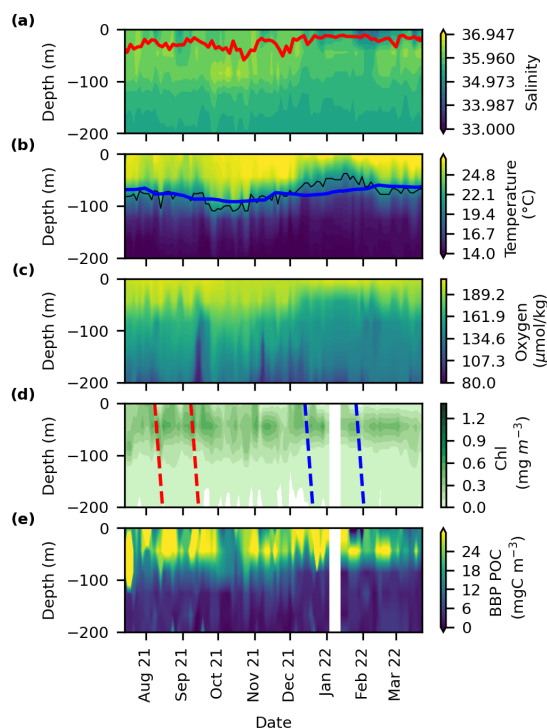 (a)
0
−100
−200
Depth (m)
36.947
35.960
34.973
33.987
33.000
Salinity
(b)
0
−100
−200
Depth (m)
24.8
22.1
19.4
16.7
14.0
Temperature
(°C)
(c)
0
−100
−200
Depth (m)
189.2
161.9
134.6
107.3
80.0
Oxygen
(μmol/kg)
(d)
0
−100
−200
Depth (m)
1.2
0.9
0.6
0.3
0.0
Chl
(mg m⁻³)
(e)
0
−100
−200
Depth (m)
24
18
12
6
0
BBP POC
(mgC m⁻³)
Aug 21
Sep 21
Oct 21
Nov 21
Dec 21
Jan 22
Feb 22
Mar 22
Date